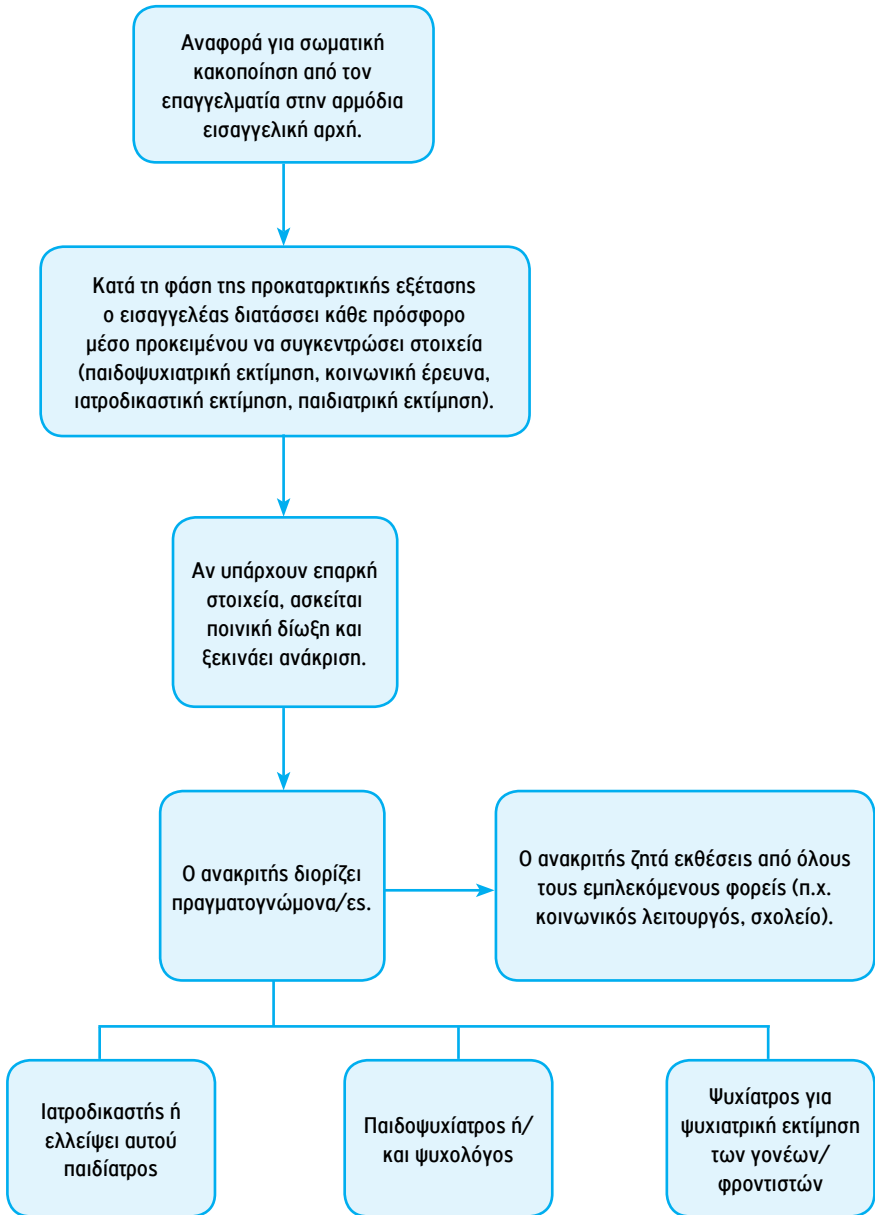 Αναφορά για σωματική
κακοποίηση από τον
επαγγελματία στην αρμόδια
εισαγγελική αρχή.
Κατά τη φάση της προκαταρκτικής εξέτασης
ο εισαγγελέας διατάσσει κάθε πρόσφορο
μέσο προκειμένου να συγκεντρώσει στοιχεία
(παιδοψυχιατρική εκτίμηση, κοινωνική έρευνα,
ιατροδικαστική εκτίμηση, παιδιατρική εκτίμηση).
Αν υπάρχουν επαρκή
στοιχεία, ασκείται
ποινική δίωξη και
ξεκινάει ανάκριση.
Ο ανακριτής διορίζει
πραγματογνώμονα/ες.
Ο ανακριτής ζητά εκθέσεις από όλους
τους εμπλεκόμενους φορείς (π.χ.
κοινωνικός λειτουργός, σχολείο).
Ιατροδικαστής ή
ελλείψει αυτού
παιδίατρος
Παιδοψυχίατρος ή/
και ψυχολόγος
Ψυχίατρος για
ψυχιατρική εκτίμηση
των γονέων/
φροντιστών